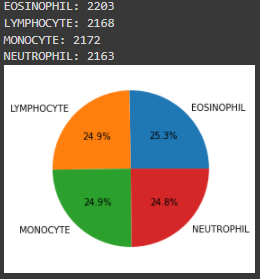 EOSINOPHIL: 2203
LYMPHOCYTE: 2168
MONOCYTE: 2172
NEUTROPHIL: 2163
LYMPHOCYTE EOSINOPHIL
24.9% 25.3%
24.9% 24.8%
MONOCYTE NEUTROPHIL